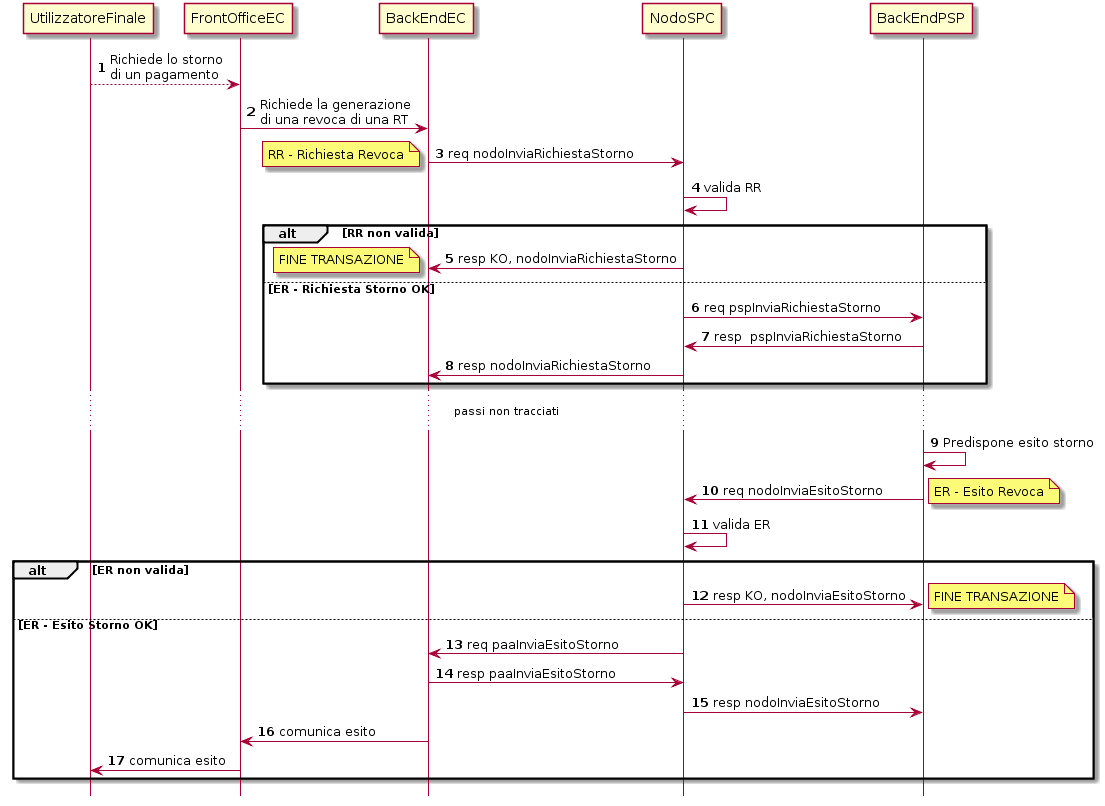 UtilizzatoreFinale
FrontOfficeEC
BackEndEC
NodoSPC
BackEndPSP
1 Richiede lo storno
di un pagamento
2 Richiede la generazione
di una revoca di una RT
RR - Richiesta Revoca
3 req nodoInviaRichiestaStorno
4 valida RR
alt [RR non valida]
FINE TRANSAZIONE
5 resp KO, nodoInviaRichiestaStorno
[ER - Richiesta Storno OK]
6 req pspInviaRichiestaStorno
7 resp  pspInviaRichiestaStorno
8 resp nodoInviaRichiestaStorno
passi non tracciati
9 Predispone esito storno
10 req nodoInviaEsitoStorno
ER - Esito Revoca
11 valida ER
alt [ER non valida]
12 resp KO, nodoInviaEsitoStorno
FINE TRANSAZIONE
[ER - Esito Storno OK]
13 req paaInviaEsitoStorno
14 resp paaInviaEsitoStorno
15 resp nodoInviaEsitoStorno
16 comunica esito
17 comunica esito